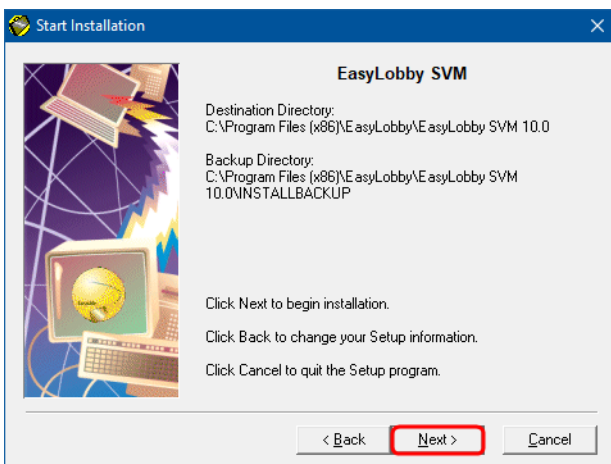 Start Installation
EasyLobby SVM
Destination Directory:
C:\Program Files (x86)\EasyLobby\EasyLobby SVM 10.0
Backup Directory:
C:\Program Files (x86)\EasyLobby\EasyLobby SVM
10.0\INSTALLBACKUP
EasyLobby
Click Next to begin installation.
Click Back to change your Setup information.
Click Cancel to quit the Setup program.
< Back
Next >
Cancel